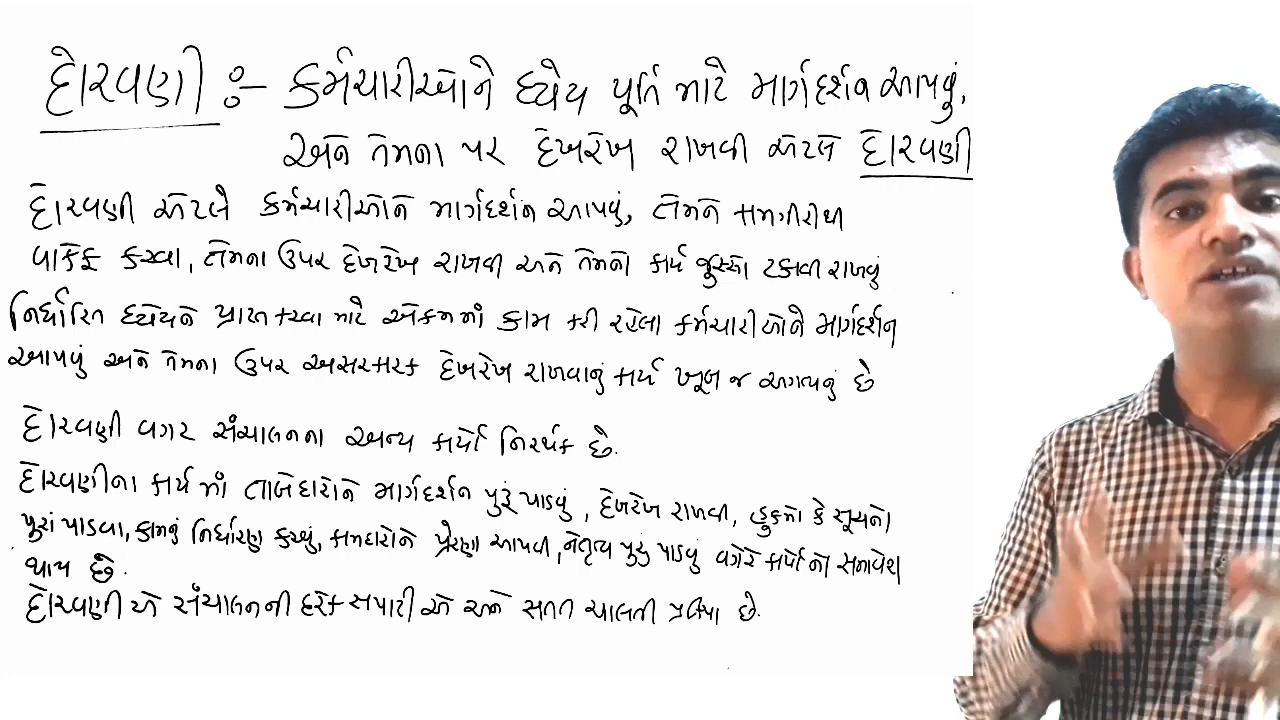 દોરવણી :- કર્મચારીઓને ધ્યેય પૂર્તિ માટે માર્ગદર્શન આપવું,
અને તેમના પર દેખરેખ રાખવી એટલે દોરવણી
દોરવણી એટલે કર્મચારીઓને માર્ગદર્શન આપવું, તેમને કામગીરીથી
વાકેફ કરવા, તેમના ઉપર દેખરેખ રાખવી અને તેમનો કાર્ય જુસ્સો ટકાવી રાખવું
નિર્ધારિત ધ્યેયને પ્રાપ્ત કરવા માટે એકમમાં કામ કરી રહેલા કર્મચારીઓને માર્ગદર્શન
આપવું અને તેમના ઉપર અસરકારક દેખરેખ રાખવાનું કાર્ય ખૂબ જ અગત્યનું છે
દોરવણી વગર સંચાલનના અન્ય કાર્યો નિરર્થક છે.
દોરવણીના કાર્ય માં તાબેદારોને માર્ગદર્શન પુરું પાડવું, દેખરેખ રાખવી, હુકમો કે સૂચનો
પુરાં પાડવા, કામનું નિર્ધારણ કરવું, કામદારોને પ્રેરણા આપવી, નેતૃત્વ પુરું પાડવું વગેરે કાર્યોનો સમાવેશ
થાય છે.
દોરવણી એ સંચાલનની દરેક સપાટી એ અને સતત ચાલતી પ્રક્રિયા છે.